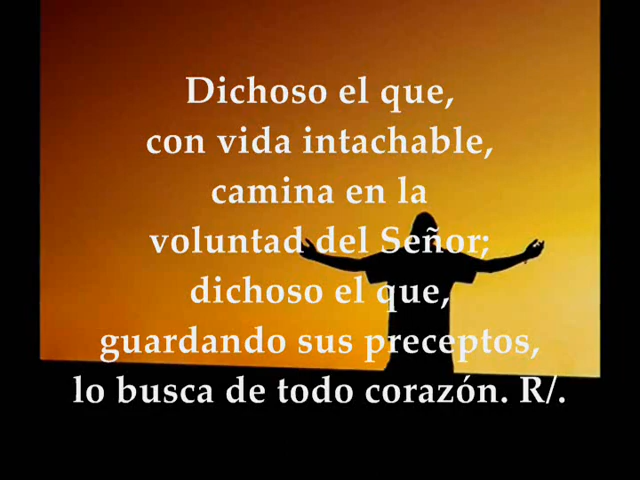 Dichoso el que,
con vida intachable,
camina en la
voluntad del Señor;
dichoso el que,
guardando sus preceptos,
lo busca de todo corazón. R/.